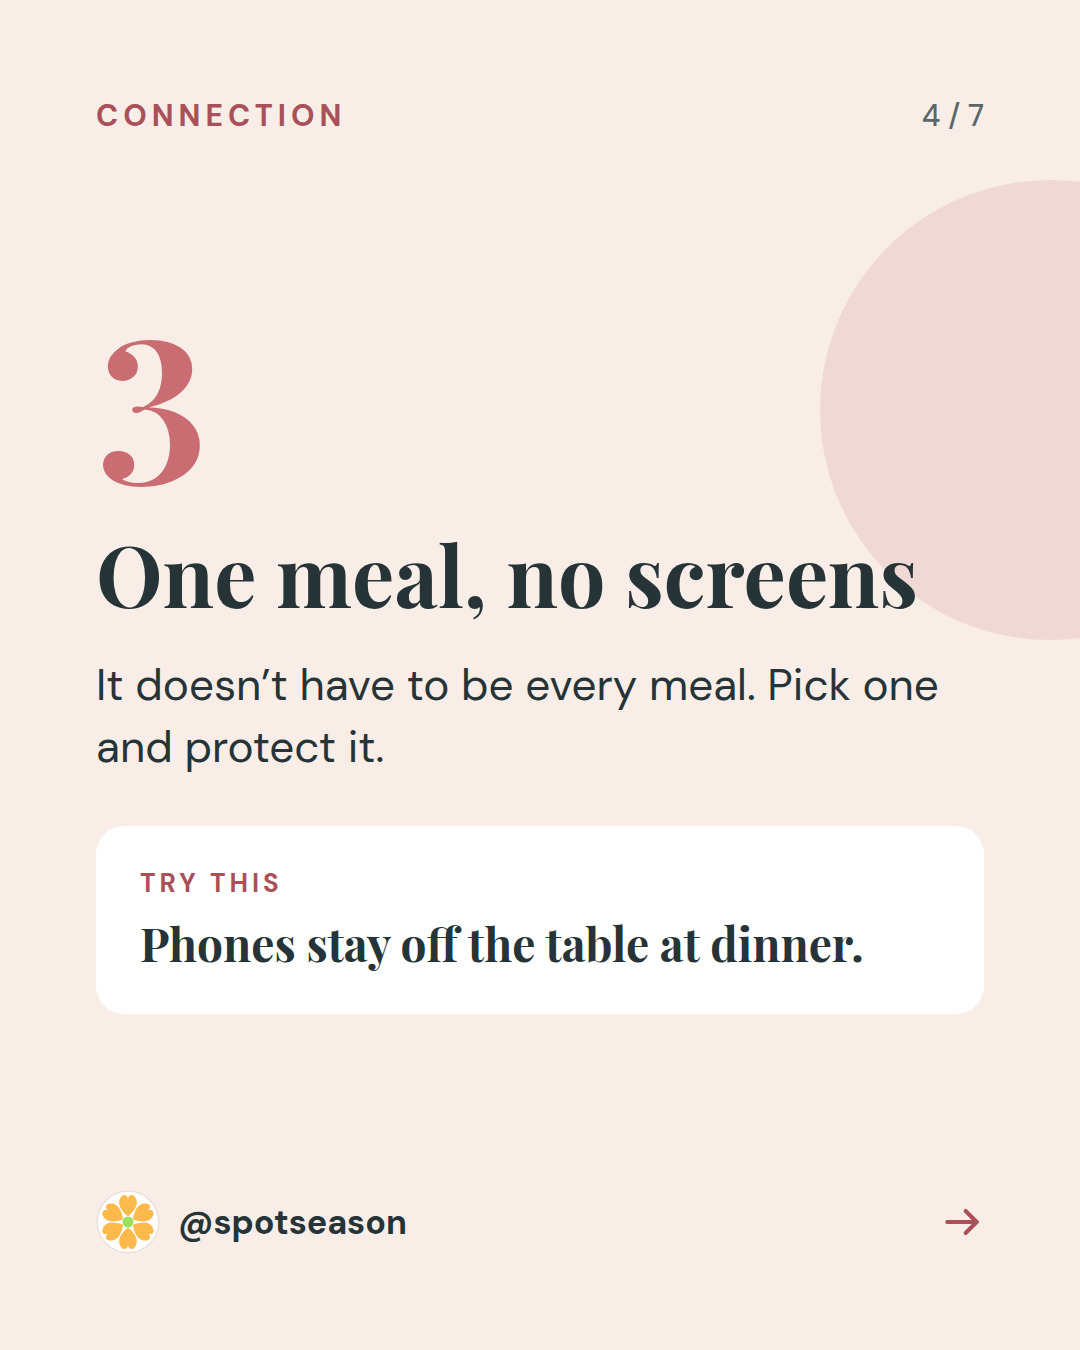 CONNECTION
4 / 7
3
One meal, no screens
It doesn’t have to be every meal. Pick one
and protect it.
TRY THIS
Phones stay off the table at dinner.
@spotseason